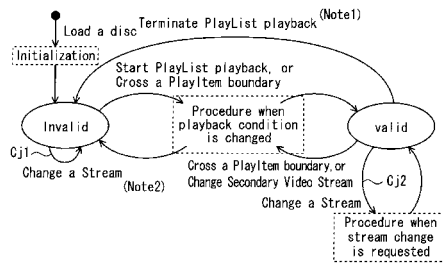 Terminate PlayList playback(Note1)
Load a disc
Initialization
Start PlayList playback, or
Cross a PlayItem boundary
Procedure when
playback condition
is changed
Invalid
valid
Cj1
Change a Stream
(Note2)
Cross a PlayItem boundary,or
Change Secondary Video Stream
Cj2
Change a Stream
Procedure when
stream change
is requested